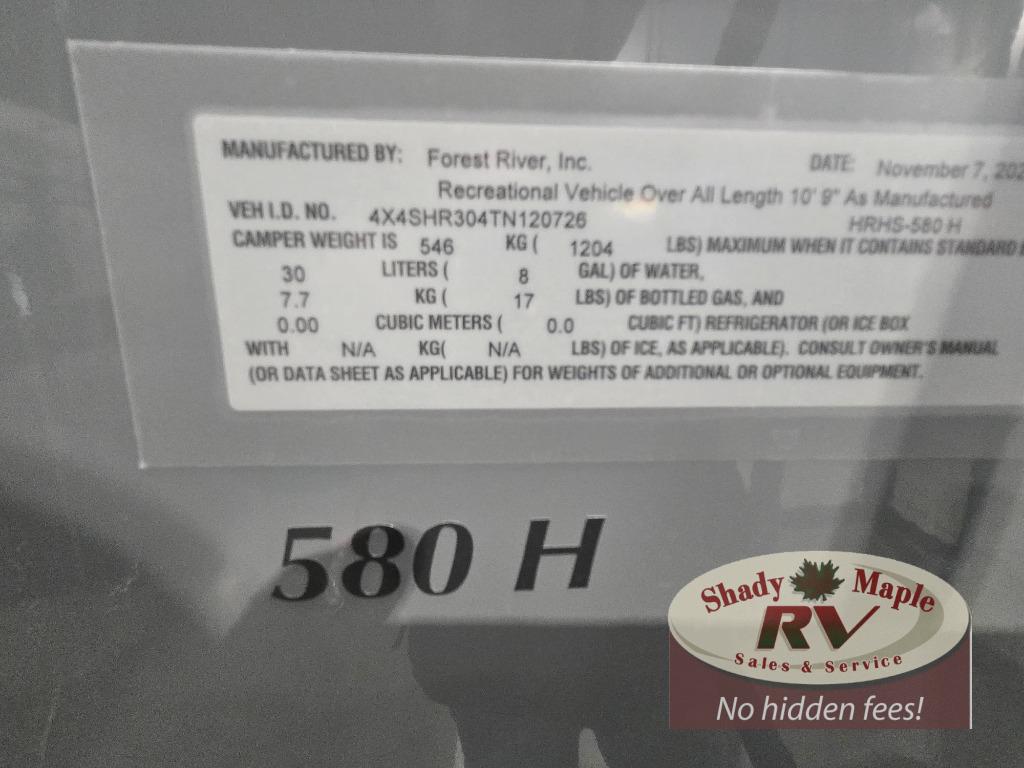 MANUFACTURED BY: Forest River, Inc. DATE: November 7, 202
Recreational Vehicle Over All Length 10' 9" As Manufactured
VEH I.D. NO. 4X4SHR304TN120726 HRHS-580 H
CAMPER WEIGHT IS 546 KG ( 1204 LBS) MAXIMUM WHEN IT CONTAINS STANDARD
30 LITERS ( 8 GAL) OF WATER,
7.7 KG ( 17 LBS) OF BOTTLED GAS, AND
0.00 CUBIC METERS ( 0.0 CUBIC FT) REFRIGERATOR (OR ICE BOX
WITH N/A KG( N/A LBS) OF ICE, AS APPLICABLE). CONSULT OWNER'S MANUAL
(OR DATA SHEET AS APPLICABLE) FOR WEIGHTS OF ADDITIONAL OR OPTIONAL EQUIPMENT.
580 H
Shady Maple
RV
Sales & Service
No hidden fees!